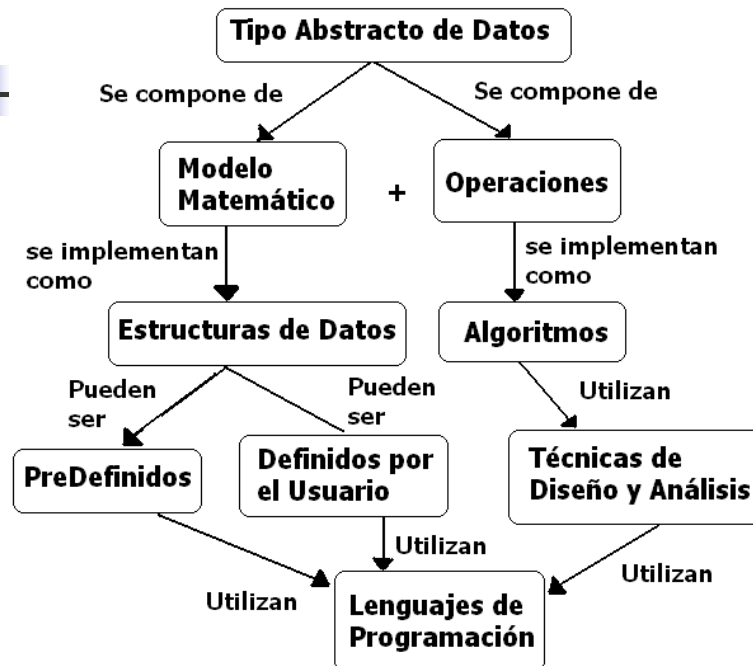 Tipo Abstracto de Datos
Se compone de
Se compone de
Modelo
Matemático
+
Operaciones
se implementan
como
se implementan
como
Estructuras de Datos
Algoritmos
Pueden
ser
Pueden
ser
Utilizan
PreDefinidos
Definidos por
el Usuario
Técnicas de
Diseño y Análisis
Utilizan
Utilizan
Utilizan
Lenguajes de
Programación